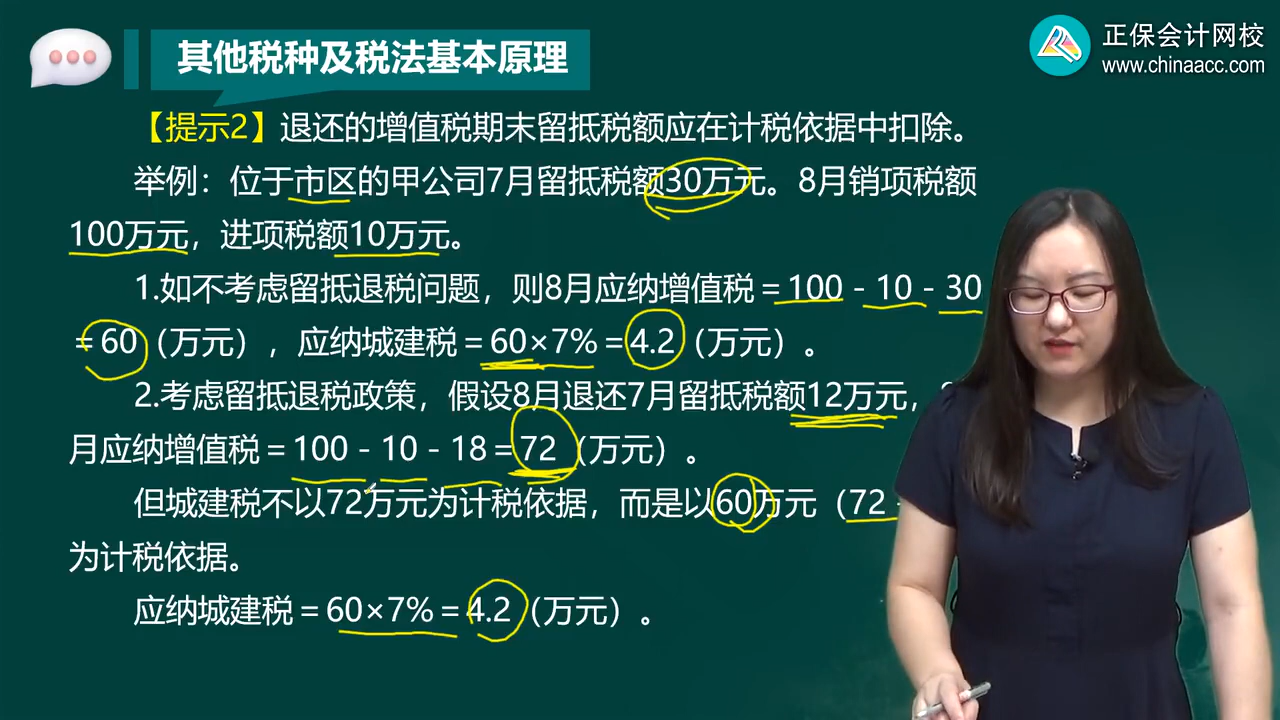 其他税种及税法基本原理
正保会计网校
www.chinaacc.com
【提示2】退还的增值税期末留抵税额应在计税依据中扣除。
举例：位于市区的甲公司7月留抵税额30万元。8月销项税额
100万元，进项税额10万元。
1.如不考虑留抵退税问题，则8月应纳增值税＝100－10－30
＝60（万元），应纳城建税＝60×7%＝4.2（万元）。
2.考虑留抵退税政策，假设8月退还7月留抵税额12万元，
月应纳增值税＝100－10－18＝72（万元）。
但城建税不以72万元为计税依据，而是以60万元（72
为计税依据。
应纳城建税＝60×7%＝4.2（万元）。